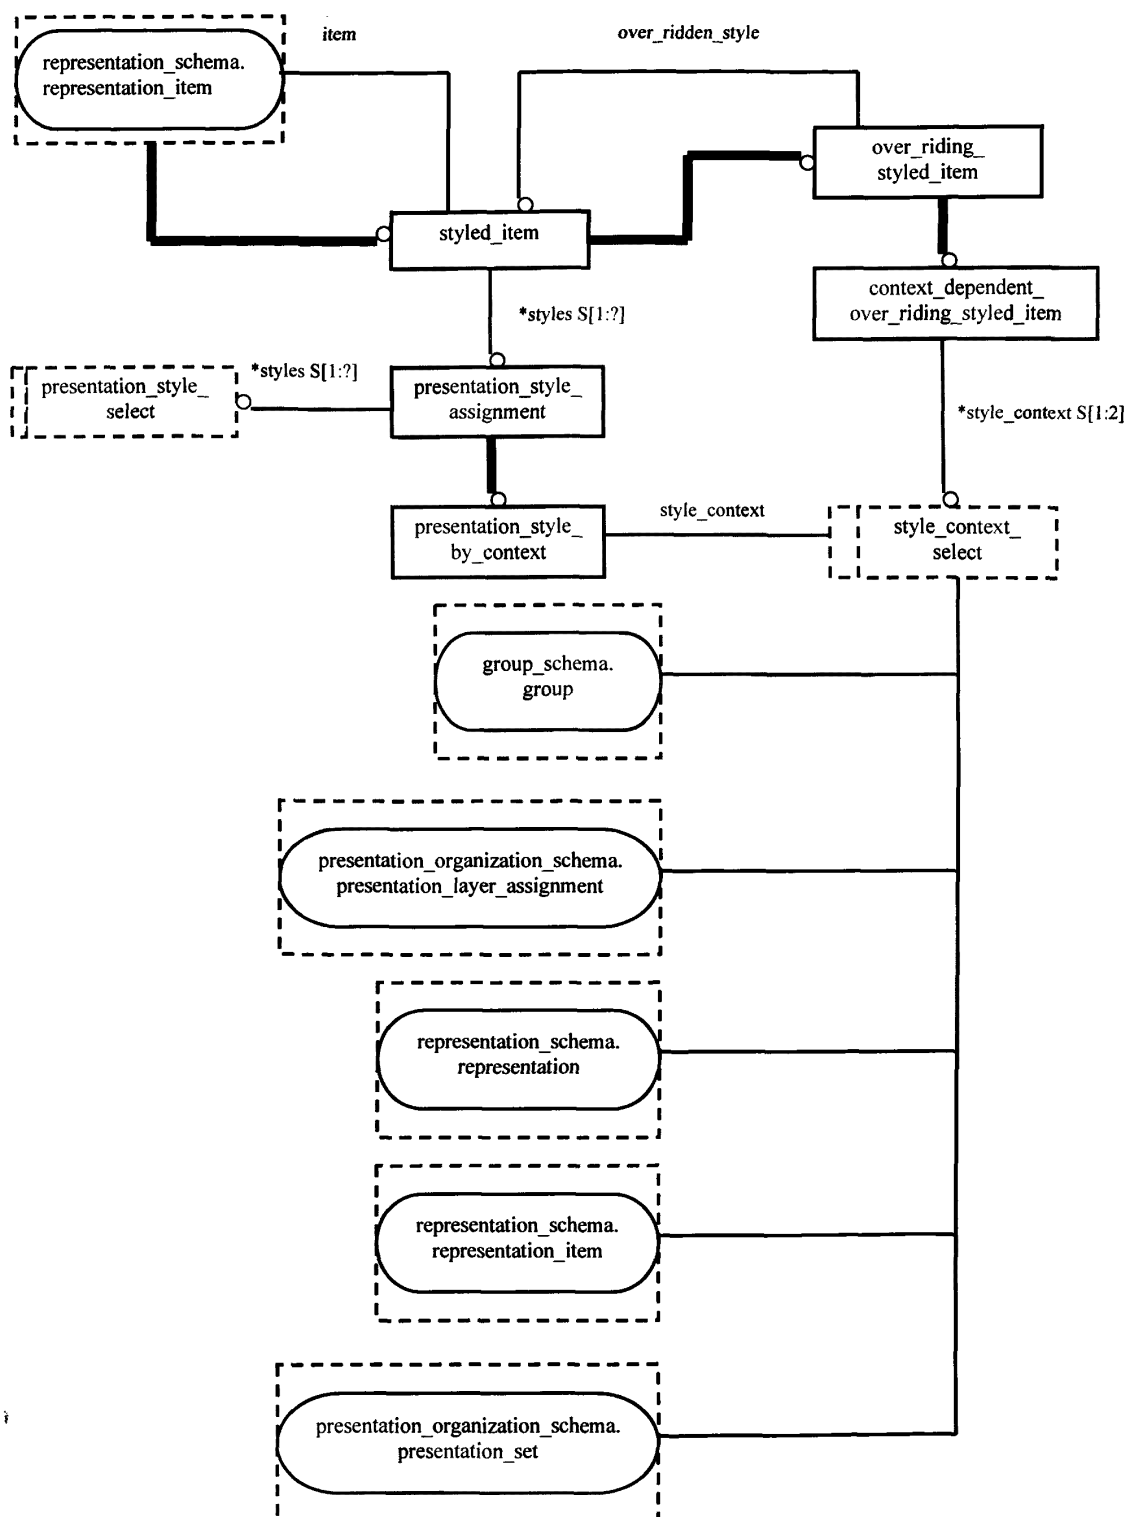 item
over_ridden_style
representation_schema.
representation_item
over_riding_
styled_item
styled_item
context_dependent_
over_riding_styled_item
*styles S[1:?]
*styles S[1:?]
presentation_style_
select
presentation_style_
assignment
*style_context S[1:2]
presentation_style_
by_context
style_context
style_context_
select
group_schema.
group
presentation_organization_schema.
presentation_layer_assignment
representation_schema.
representation
representation_schema.
representation_item
presentation_organization_schema.
presentation_set